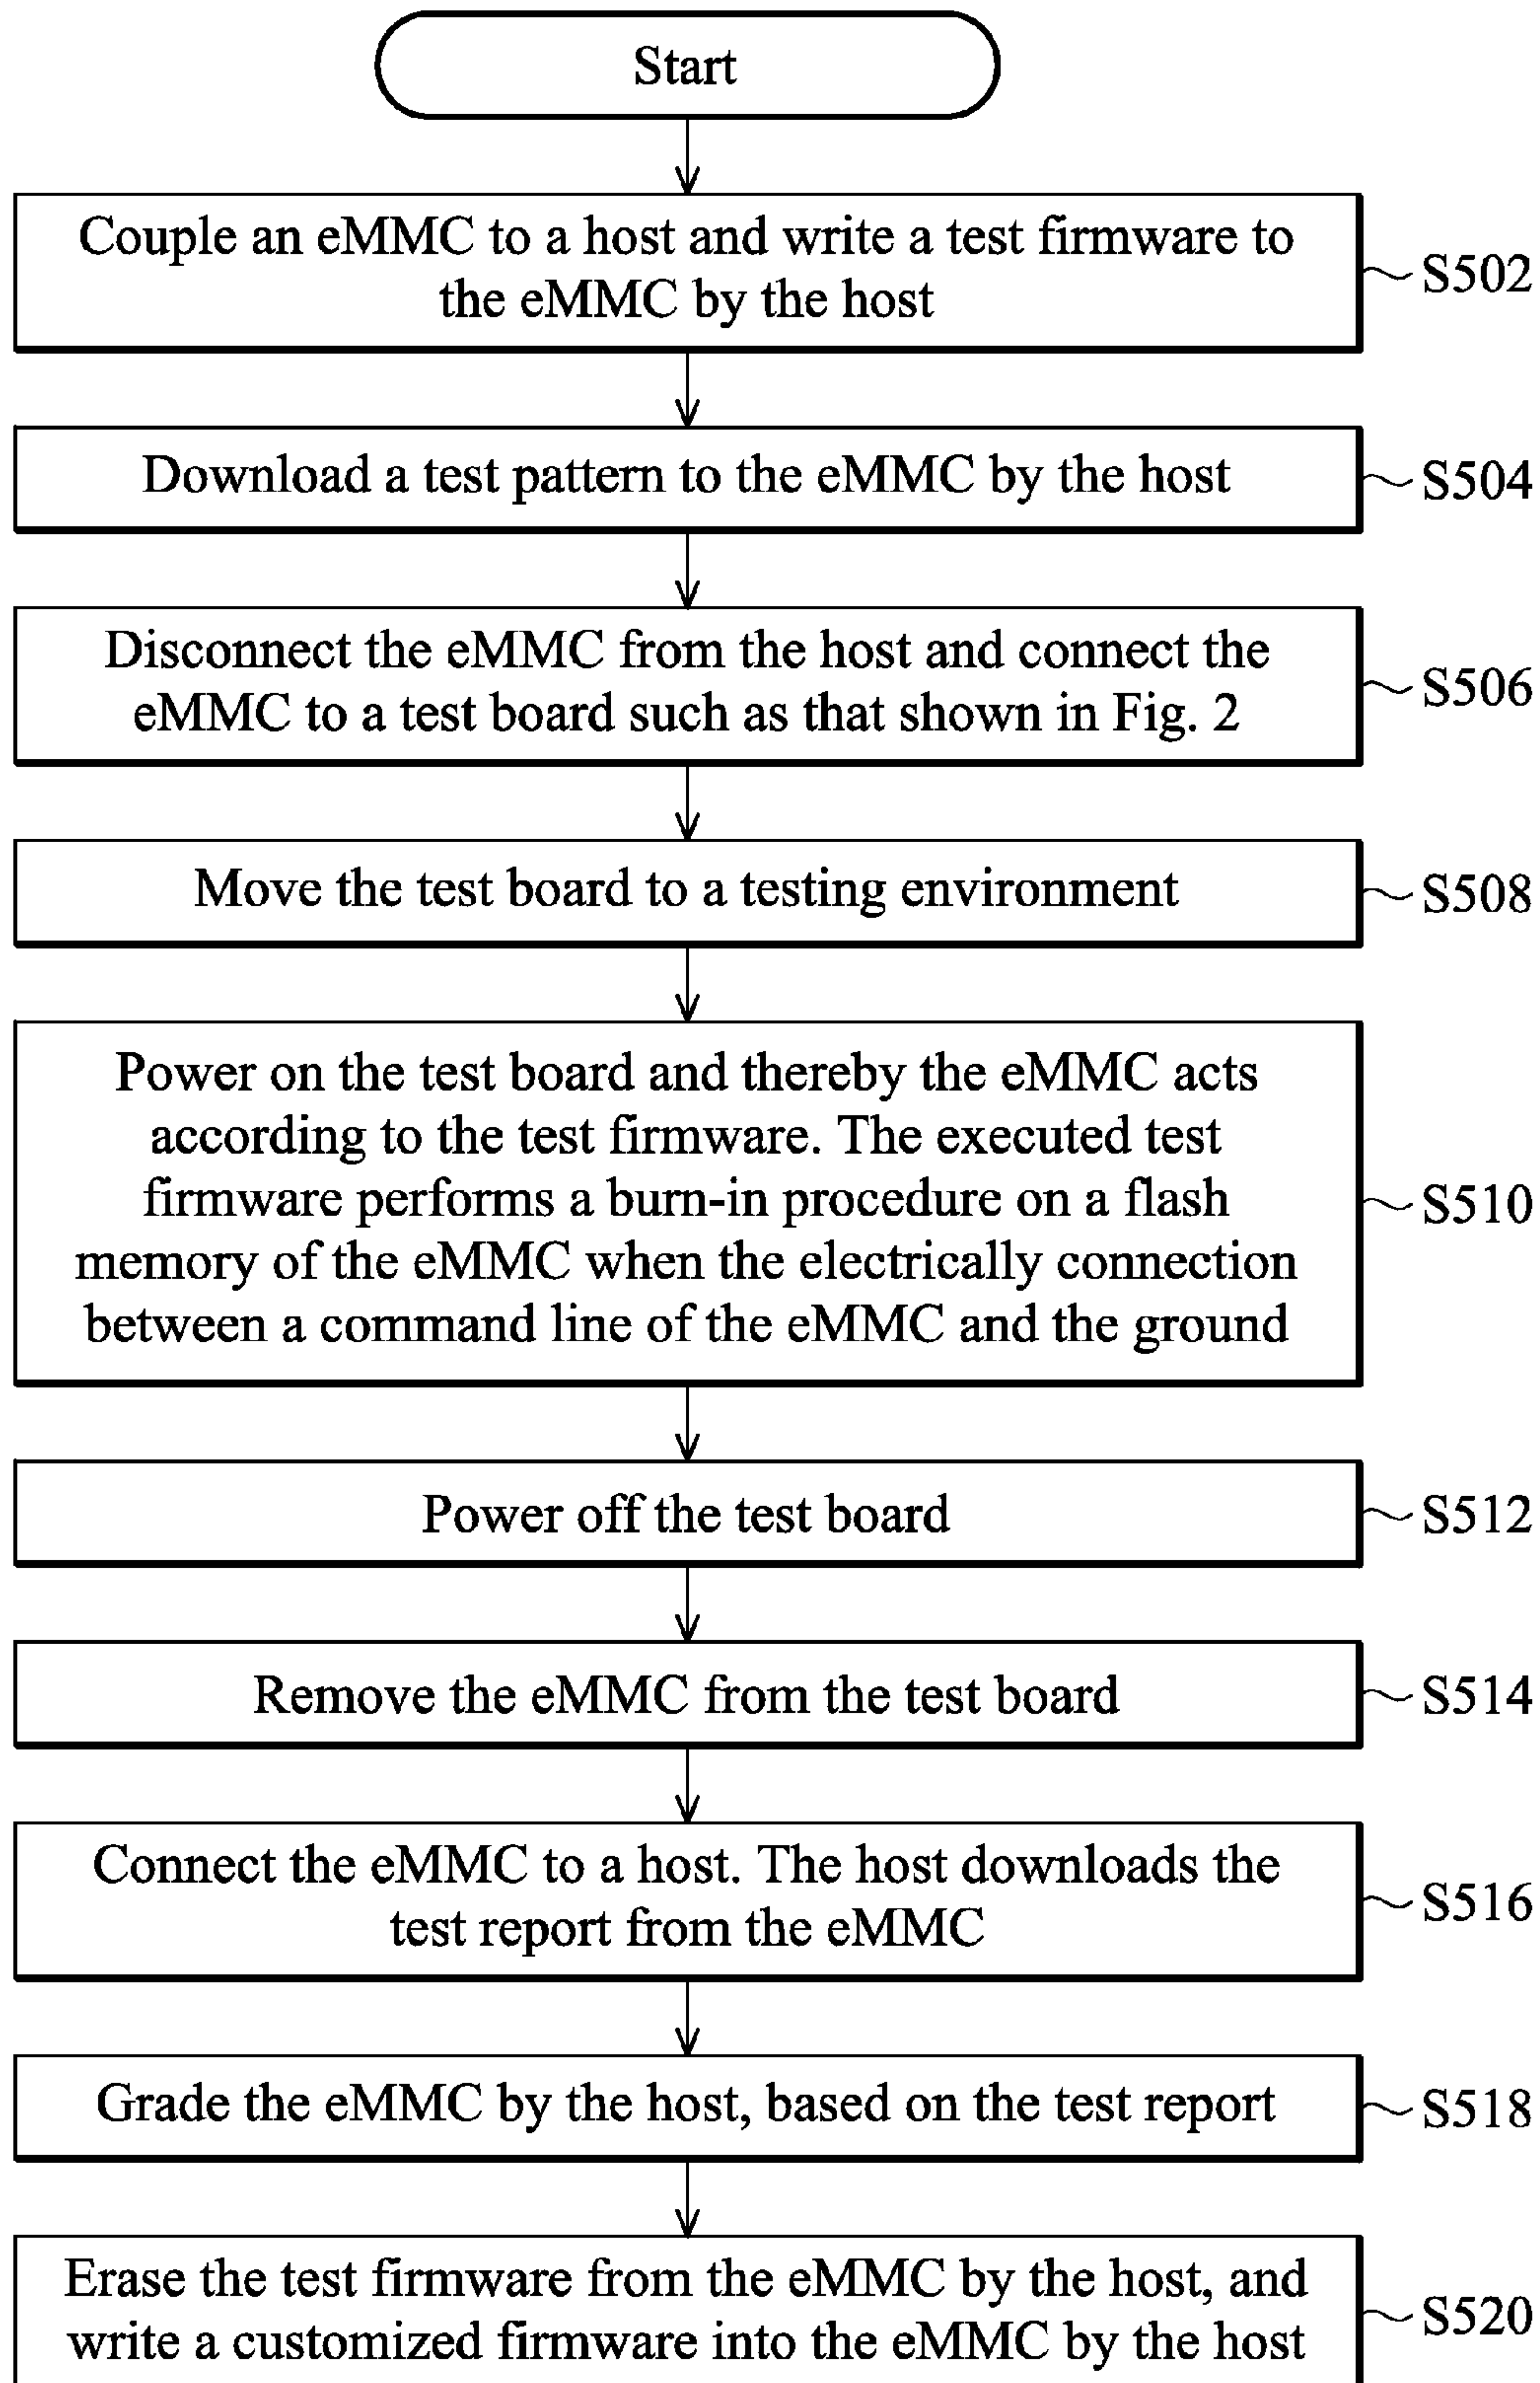 Start
Couple an eMMC to a host and write a test firmware to
the eMMC by the host
S502
Download a test pattern to the eMMC by the host
S504
Disconnect the eMMC from the host and connect the
eMMC to a test board such as that shown in Fig. 2
S506
Move the test board to a testing environment
S508
Power on the test board and thereby the eMMC acts
according to the test firmware. The executed test
firmware performs a burn-in procedure on a flash
memory of the eMMC when the electrically connection
between a command line of the eMMC and the ground
S510
Power off the test board
S512
Remove the eMMC from the test board
S514
Connect the eMMC to a host. The host downloads the
test report from the eMMC
S516
Grade the eMMC by the host, based on the test report
S518
Erase the test firmware from the eMMC by the host, and
write a customized firmware into the eMMC by the host
S520